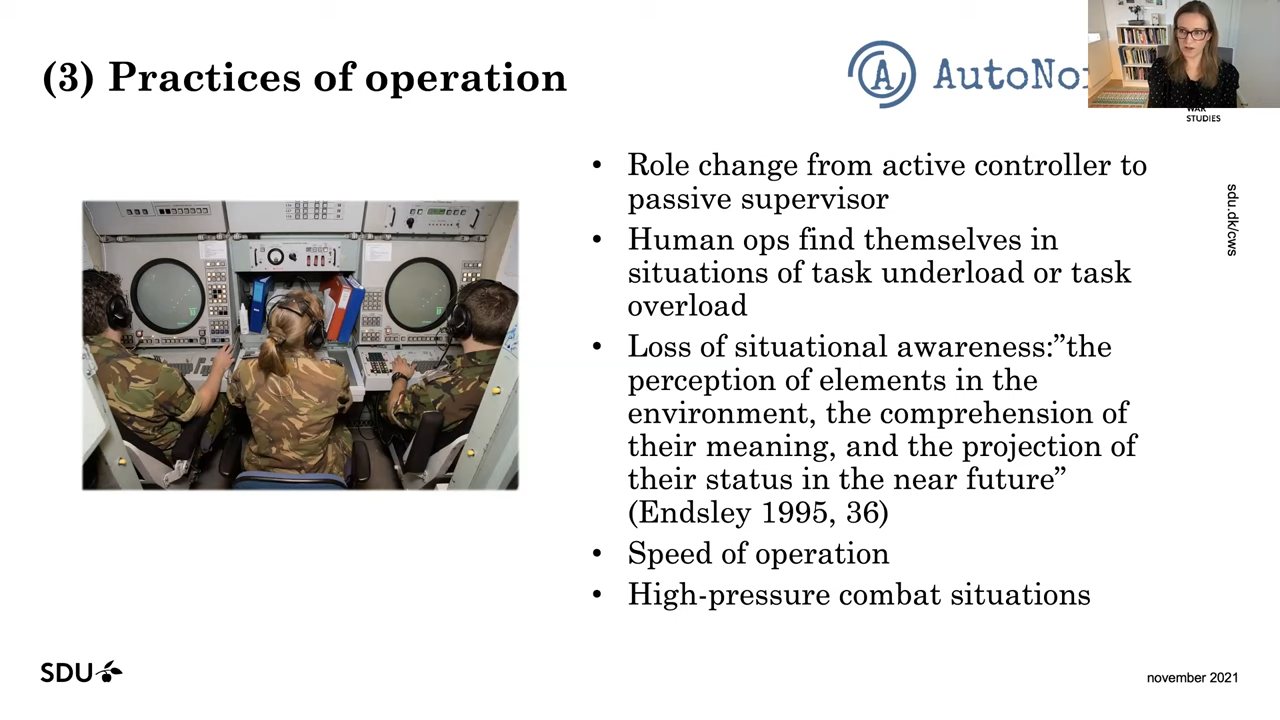 (3) Practices of operation
A AutoNo
WAR
STUDIES
sdu.dk/cws
• Role change from active controller to
passive supervisor
• Human ops find themselves in
situations of task underload or task
overload
• Loss of situational awareness:”the
perception of elements in the
environment, the comprehension of
their meaning, and the projection of
their status in the near future”
(Endsley 1995, 36)
• Speed of operation
• High-pressure combat situations
SDU
november 2021